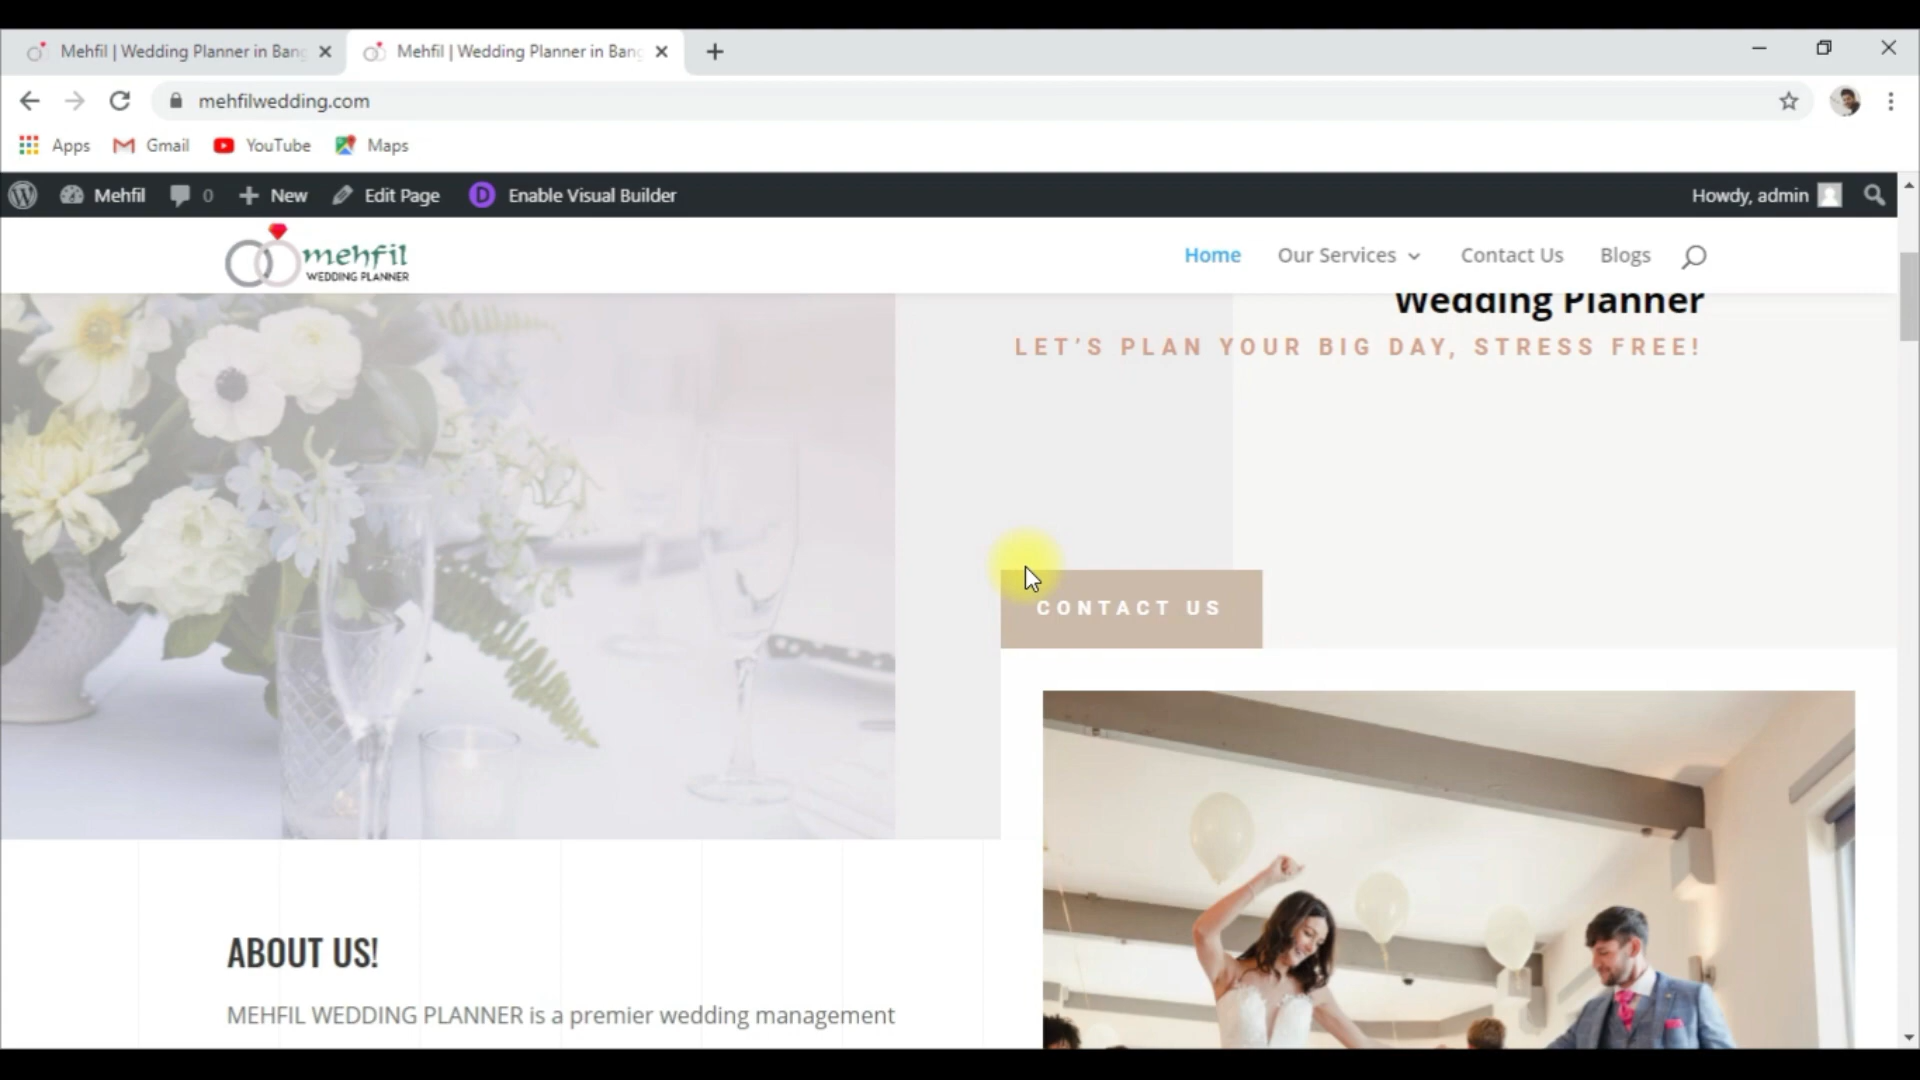 Mehfil | Wedding Planner in Bang
Mehfil | Wedding Planner in Bang
mehfilwedding.com
Apps Gmail YouTube Maps
Mehfil 0 New Edit Page D Enable Visual Builder Howdy, admin
mehfil
WEDDING PLANNER
Home Our Services Contact Us Blogs
Wedding Planner
LET'S PLAN YOUR BIG DAY, STRESS FREE!
CONTACT US
ABOUT US!
MEHFIL WEDDING PLANNER is a premier wedding management